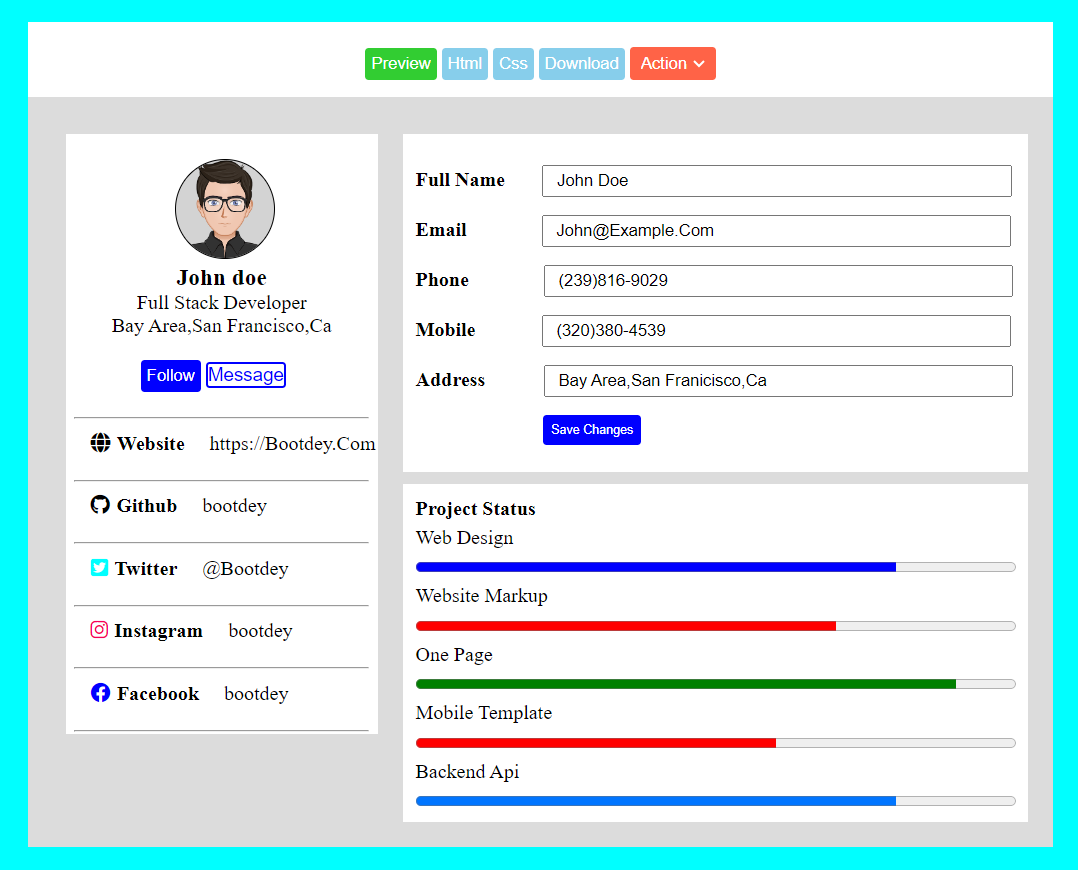 Preview Html Css Download Action
John doe
Full Stack Developer
Bay Area,San Francisco,Ca
Follow Message
Website https://Bootdey.Com
Github bootdey
Twitter @Bootdey
Instagram bootdey
Facebook bootdey
Full Name John Doe
Email John@Example.Com
Phone (239)816-9029
Mobile (320)380-4539
Address Bay Area,San Franicisco,Ca
Save Changes
Project Status
Web Design
Website Markup
One Page
Mobile Template
Backend Api